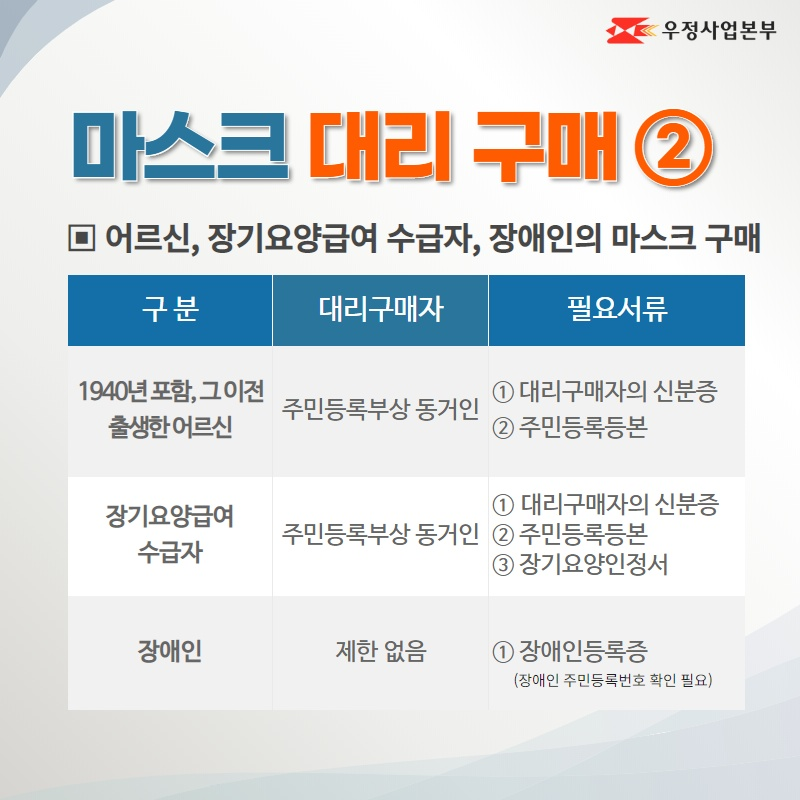 우정사업본부
마스크 대리 구매 ②
▣ 어르신, 장기요양급여 수급자, 장애인의 마스크 구매
구 분 대리구매자 필요서류
1940년 포함, 그 이전
출생한 어르신
주민등록부상 동거인
① 대리구매자의 신분증
② 주민등록등본
장기요양급여
수급자
주민등록부상 동거인
① 대리구매자의 신분증
② 주민등록등본
③ 장기요양인정서
장애인
제한 없음
① 장애인등록증
(장애인 주민등록번호 확인 필요)